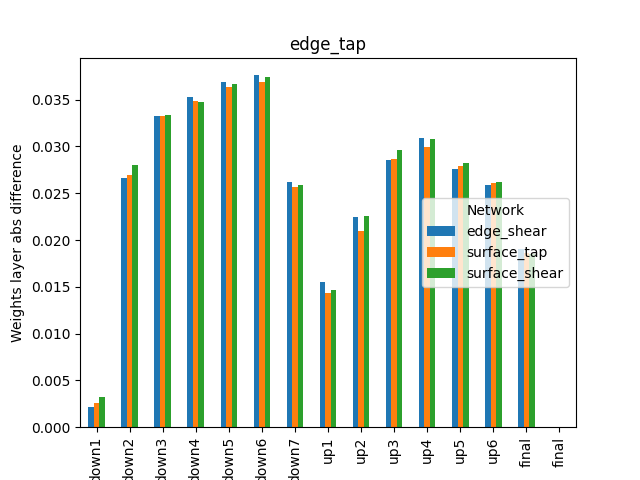 edge_tap
Weights layer abs difference
0.035
0.030
0.025
0.020
0.015
0.010
0.005
0.000
Network
edge_shear
surface_tap
surface_shear
down1
down2
down3
down4
down5
down6
down7
up1
up2
up3
up4
up5
up6
final
final